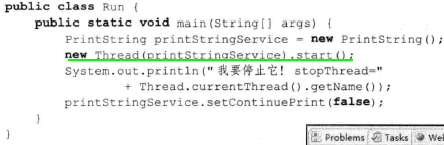 public class Run {
public static void main(String[] args) {
PrintString printStringService = new PrintString();
new Thread(printStringService).start();
System.out.println("我要停止它! stopThread="
+ Thread.currentThread().getName());
printStringService.setContinuePrint(false);
}
}
Problems Tasks Wel